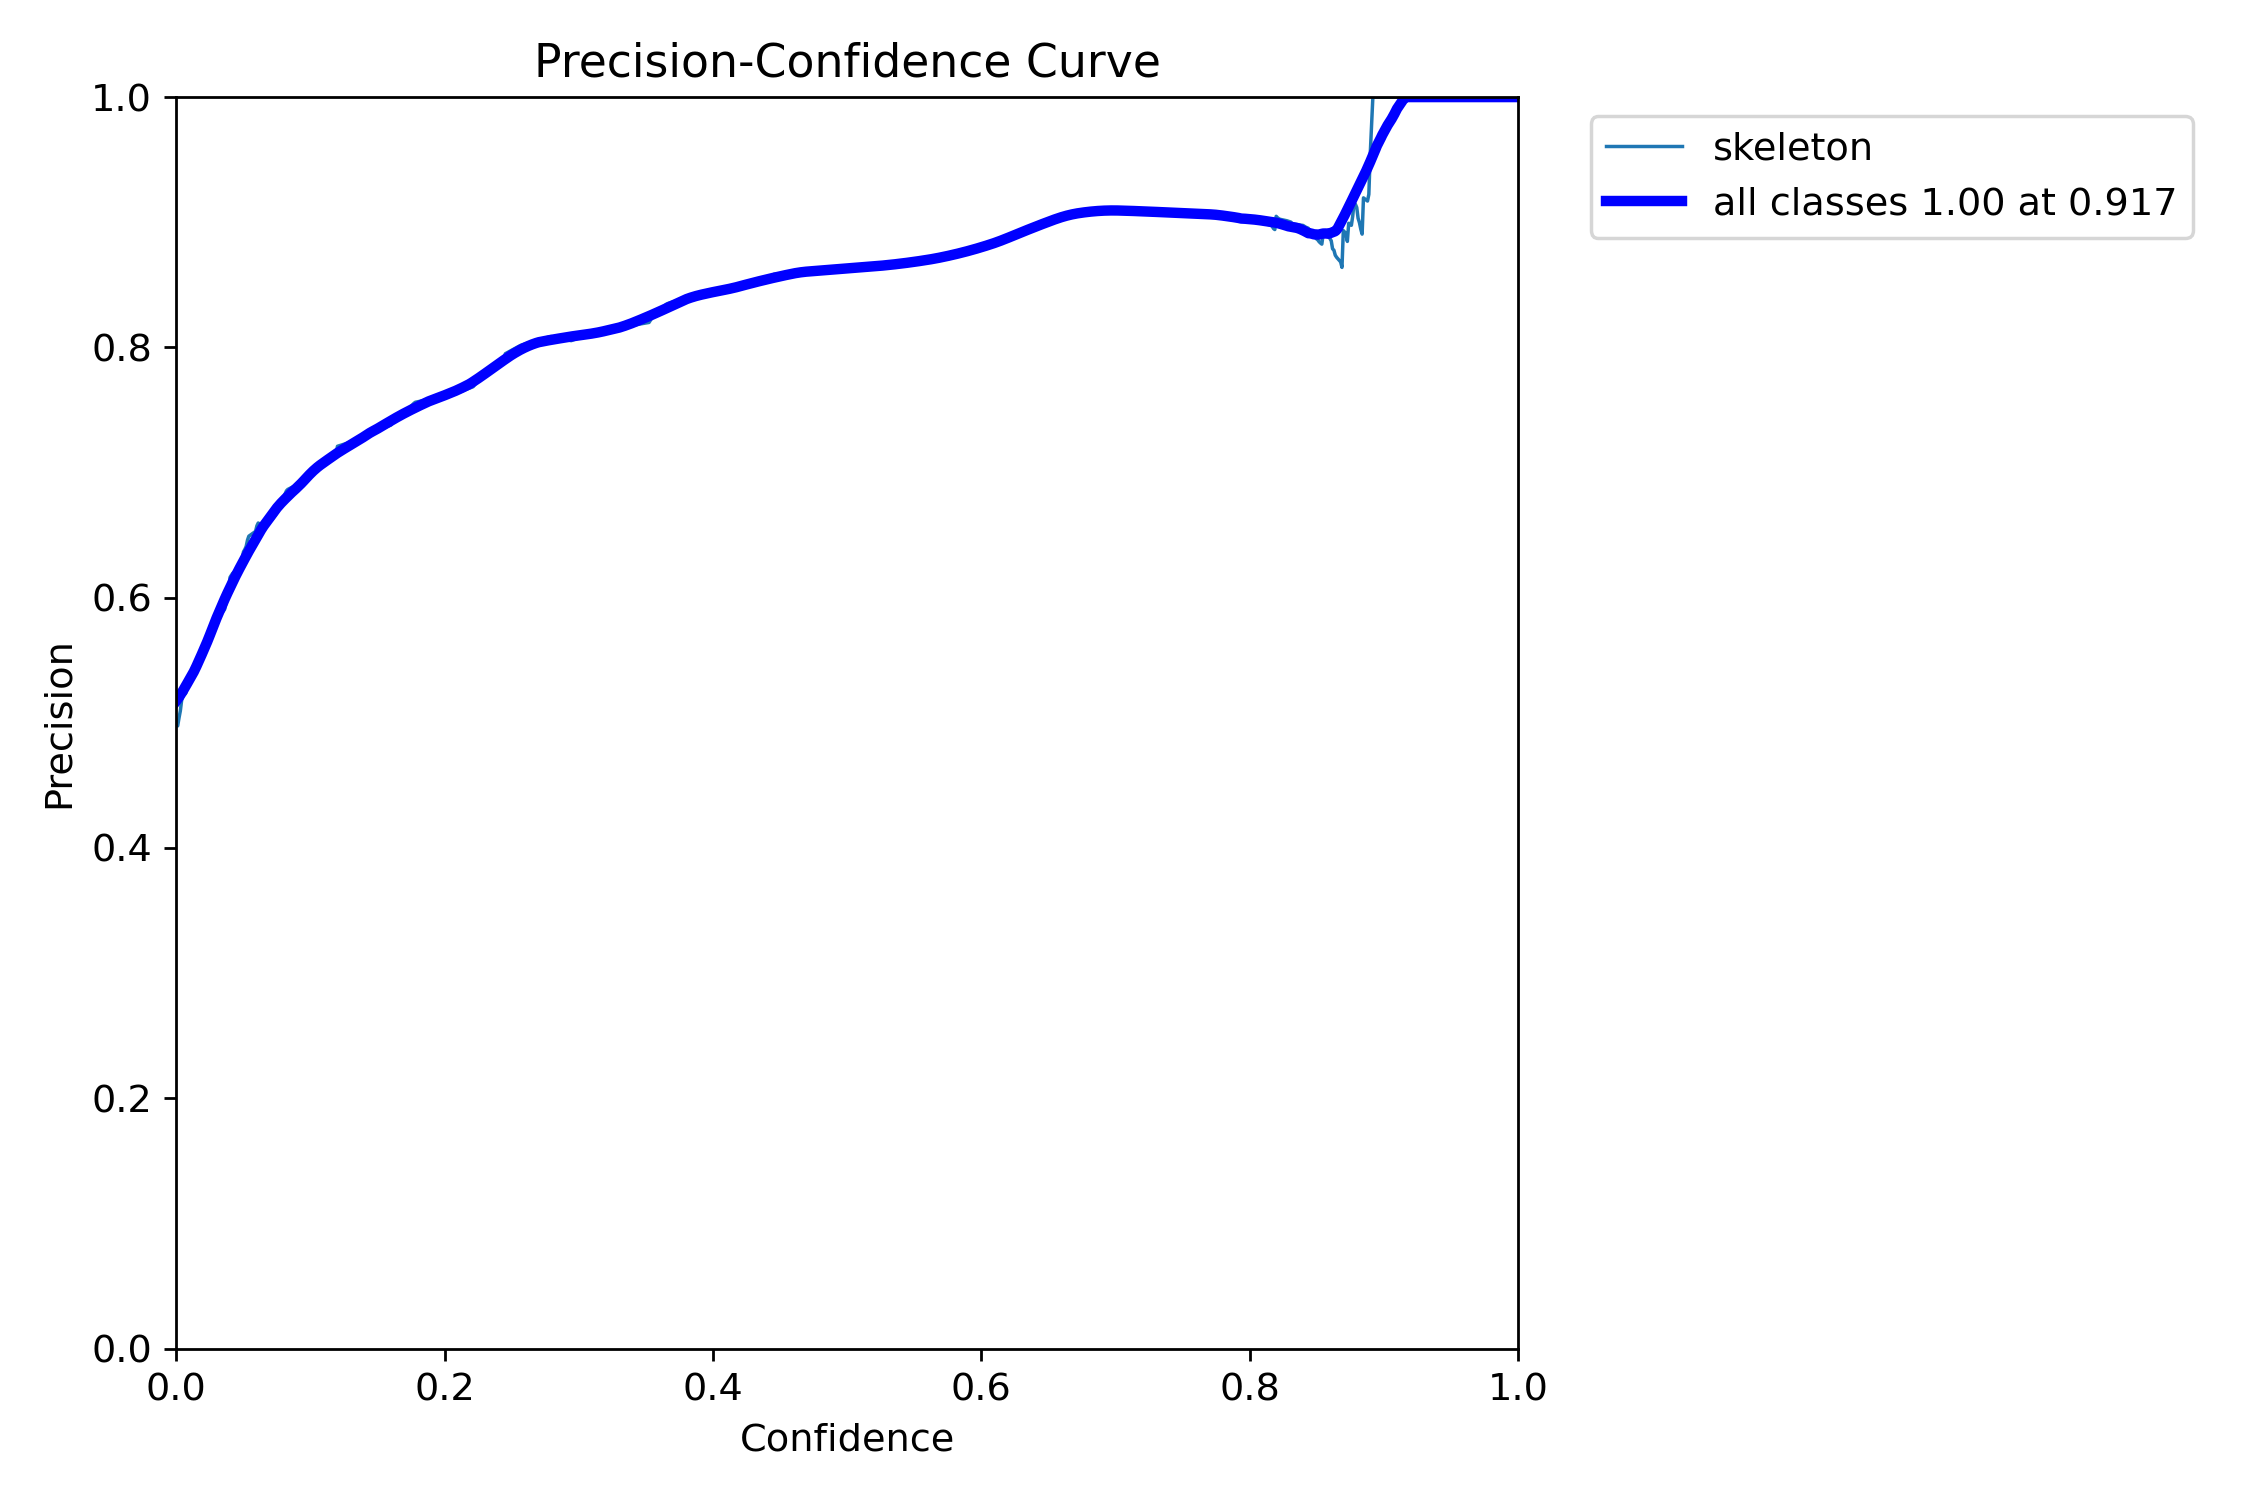 Precision-Confidence Curve
1.0
0.8
0.6
0.4
0.2
0.0
Precision
0.0 0.2 0.4 0.6 0.8 1.0
Confidence
skeleton
all classes 1.00 at 0.917